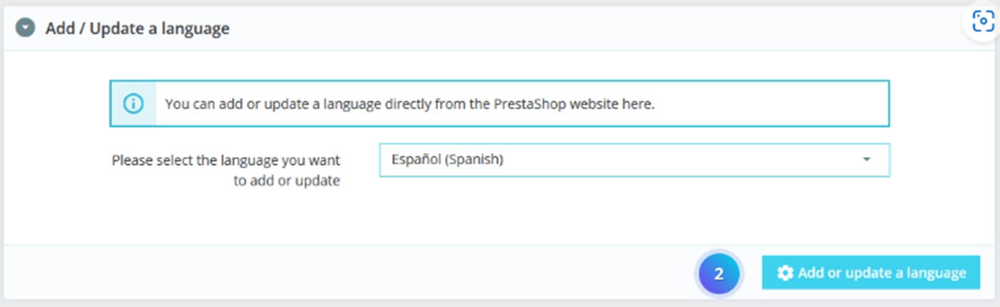 Add / Update a language
You can add or update a language directly from the PrestaShop website here.
Please select the language you want
to add or update
Español (Spanish)
2
Add or update a language